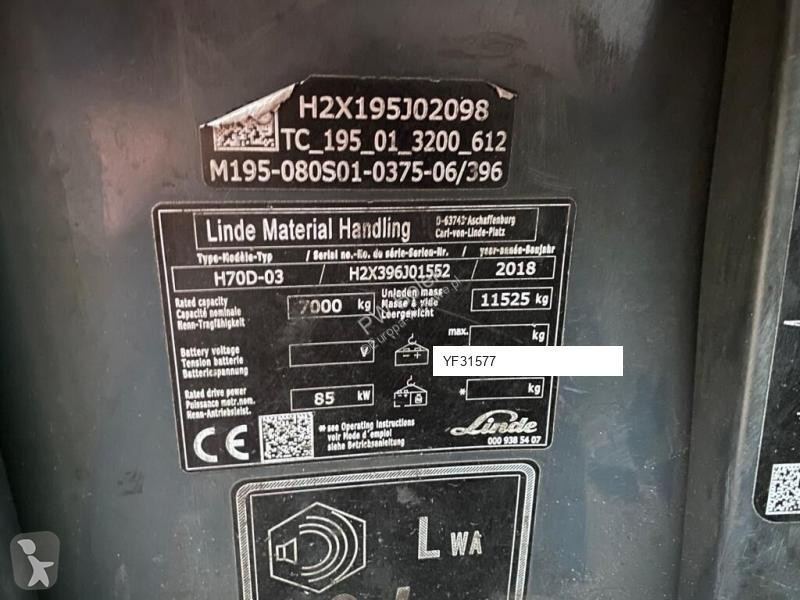 H2X195J02098
TC_195_01_3200_612
M195-080S01-0375-06/396
Linde Material Handling
D-63743 Aschaffenburg
Carl-von-Linde-Platz
Type-Modèle-Typ / Serial no.-No. du série-Serien-Nr. / year-année-Baujahr
H70D-03 / H2X396J01552 / 2018
Rated capacity
Capacité nominale
Nenn-Tragfähigkeit
7000 kg
Unladen mass
Masse à vide
Leergewicht
11525 kg
Battery voltage
Tension batterie
Batteriespannung
V
max.
kg
YF31577
Rated drive power
Puissance mot.nom.
Nenn-Antriebsleist.
85 kW
* kg
CE
* see Operating instructions
voir Mode d'emploi
siehe Betriebsanleitung
Linde
000 938 54 07
LWA